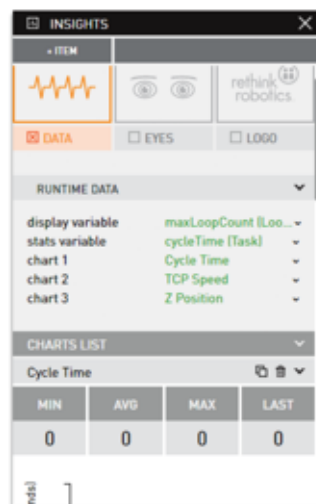 INSIGHTS
+ ITEM
rethink
robotics
DATA
EYES
LOGO
RUNTIME DATA
display variable maxLoopCount (Loo...
stats variable cycleTime (Task)
chart 1 Cycle Time
chart 2 TCP Speed
chart 3 Z Position
CHARTS LIST
Cycle Time
MIN AVG MAX LAST
0 0 0 0